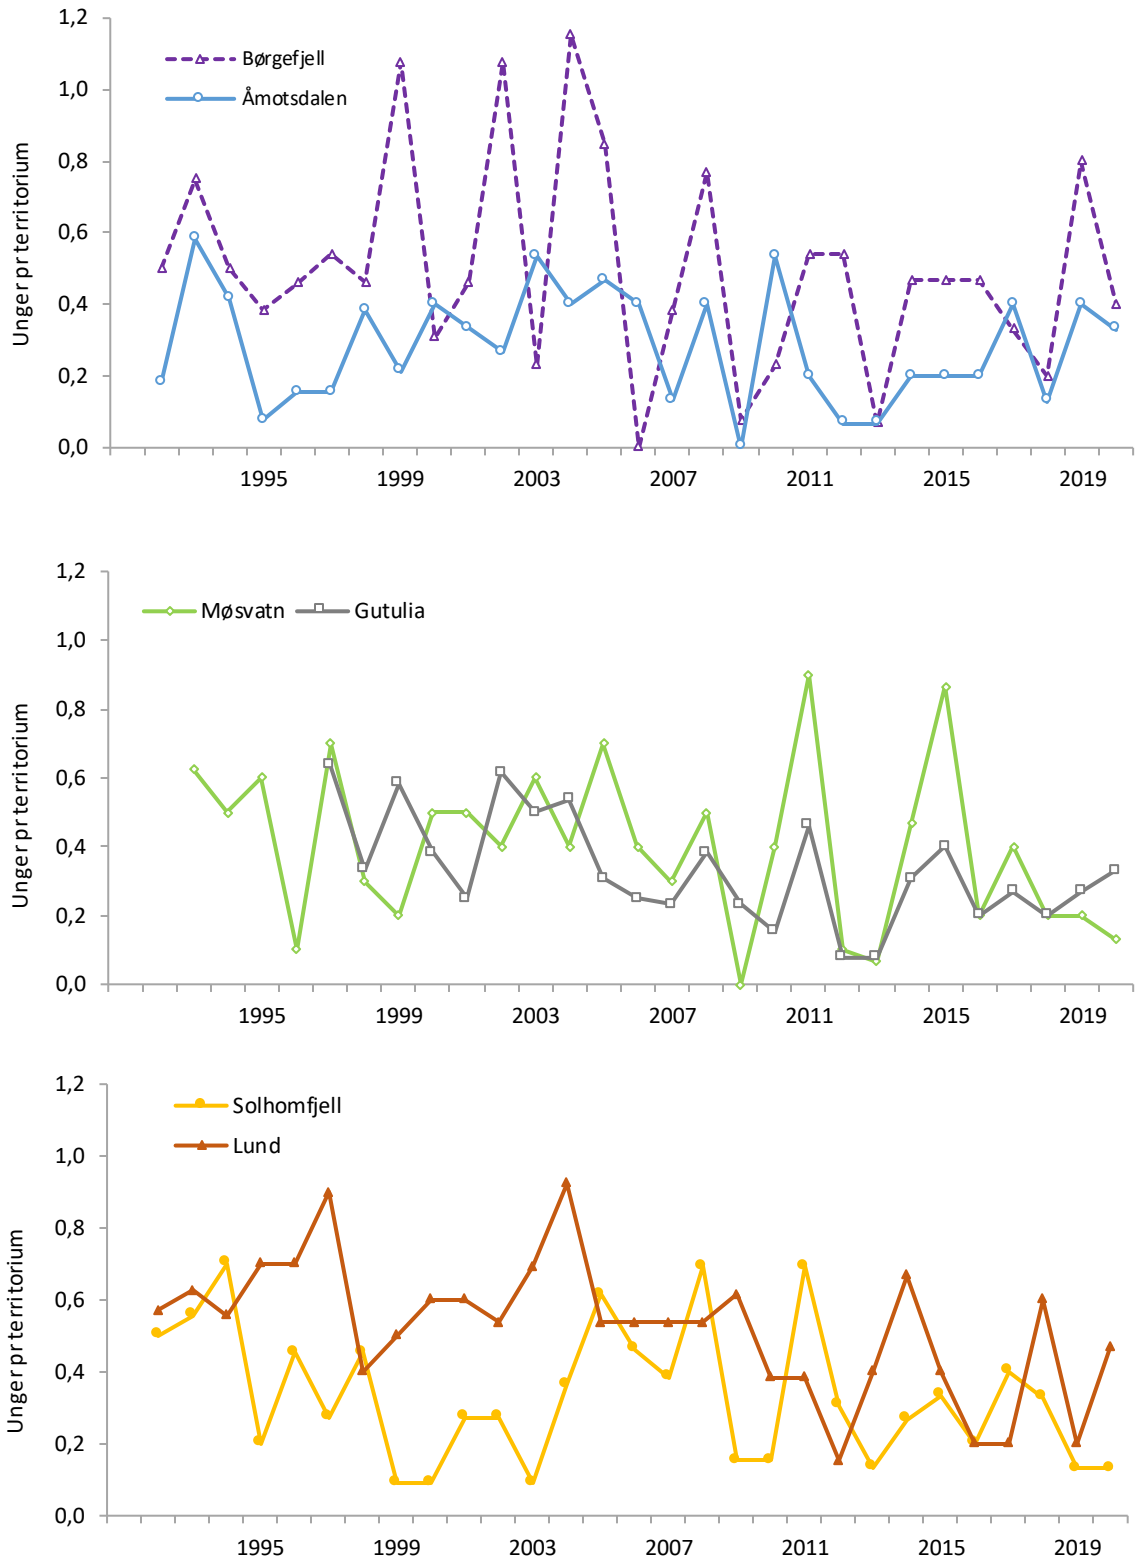 1,2
Børgefjell
Åmotsdalen
1,0
0,8
0,6
0,4
0,2
0,0
Unger pr territorium
1995 1999 2003 2007 2011 2015 2019
1,2
Møsvatn Gutulia
1,0
0,8
0,6
0,4
0,2
0,0
Unger pr territorium
1995 1999 2003 2007 2011 2015 2019
1,2
Solhomfjell
Lund
1,0
0,8
0,6
0,4
0,2
0,0
Unger pr territorium
1995 1999 2003 2007 2011 2015 2019